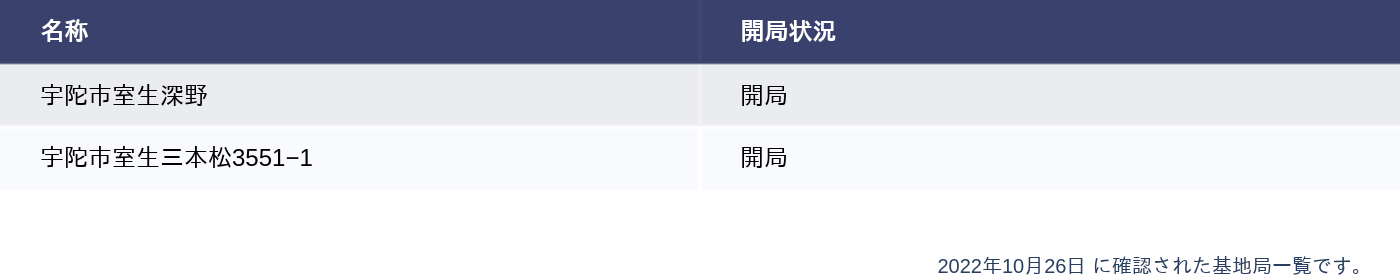 名称 開局状況
宇陀市室生深野 開局
宇陀市室生三本松3551−1 開局
2022年10月26日 に確認された基地局一覧です。